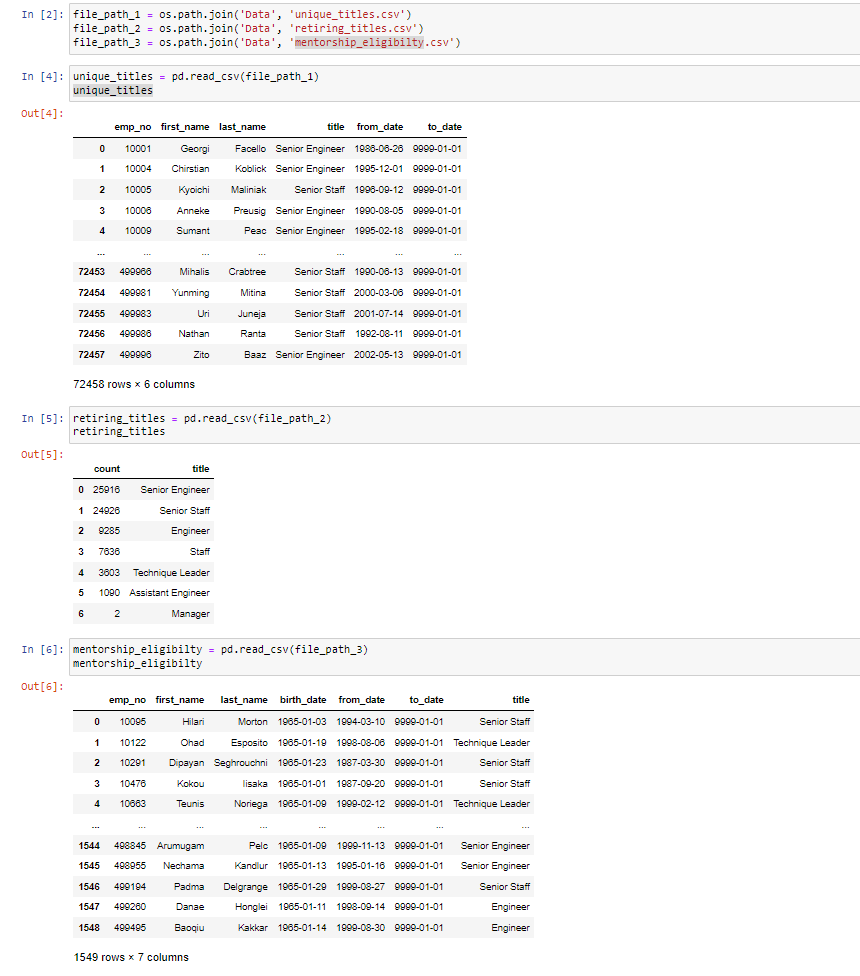 In [2]: file_path_1 = os.path.join('Data', 'unique_titles.csv')
file_path_2 = os.path.join('Data', 'retiring_titles.csv')
file_path_3 = os.path.join('Data', 'mentorship_eligibilty.csv')
In [4]: unique_titles = pd.read_csv(file_path_1)
unique_titles
Out[4]:
emp_no first_name last_name title from_date to_date
0 10001 Georgi Facello Senior Engineer 1986-06-26 9999-01-01
1 10004 Chirstian Koblick Senior Engineer 1995-12-01 9999-01-01
2 10005 Kyoichi Maliniak Senior Staff 1996-09-12 9999-01-01
3 10006 Anneke Preusig Senior Engineer 1990-08-05 9999-01-01
4 10009 Sumant Peac Senior Engineer 1995-02-18 9999-01-01
... ... ... ... ... ... ...
72453 499966 Mihalis Crabtree Senior Staff 1990-06-13 9999-01-01
72454 499981 Yunming Mitina Senior Staff 2000-03-06 9999-01-01
72455 499983 Uri Juneja Senior Staff 2001-07-14 9999-01-01
72456 499986 Nathan Ranta Senior Staff 1992-08-11 9999-01-01
72457 499996 Zito Baaz Senior Engineer 2002-05-13 9999-01-01
72458 rows × 6 columns
In [5]: retiring_titles = pd.read_csv(file_path_2)
retiring_titles
Out[5]:
count title
0 25916 Senior Engineer
1 24926 Senior Staff
2 9285 Engineer
3 7636 Staff
4 3603 Technique Leader
5 1090 Assistant Engineer
6 2 Manager
In [6]: mentorship_eligibilty = pd.read_csv(file_path_3)
mentorship_eligibilty
Out[6]:
emp_no first_name last_name birth_date from_date to_date title
0 10095 Hilari Morton 1965-01-03 1994-03-10 9999-01-01 Senior Staff
1 10122 Ohad Esposito 1965-01-19 1998-08-06 9999-01-01 Technique Leader
2 10291 Dipayan Seghrouchni 1965-01-23 1987-03-30 9999-01-01 Senior Staff
3 10476 Kokou Iisaka 1965-01-01 1987-09-20 9999-01-01 Senior Staff
4 10663 Teunis Noriega 1965-01-09 1999-02-12 9999-01-01 Technique Leader
... ... ... ... ... ... ... ...
1544 498845 Arumugam Pelc 1965-01-09 1999-11-13 9999-01-01 Senior Engineer
1545 498955 Nechama Kandlur 1965-01-13 1995-01-16 9999-01-01 Senior Engineer
1546 499194 Padma Delgrange 1965-01-29 1999-08-27 9999-01-01 Senior Staff
1547 499260 Danae Honglei 1965-01-11 1998-09-14 9999-01-01 Engineer
1548 499495 Baoqiu Kakkar 1965-01-14 1999-08-30 9999-01-01 Engineer
1549 rows × 7 columns